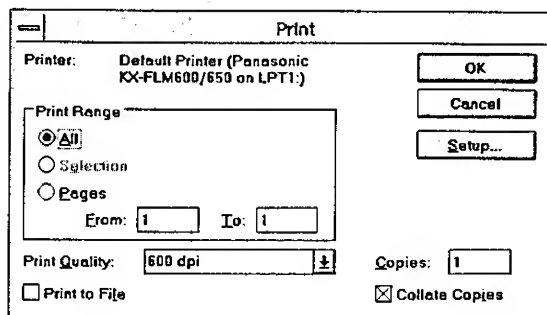 Print
Printer: Default Printer (Panasonic
KX-FLM600/650 on LPT1:)
OK
Cancel
Setup...
Print Range
All
Selection
Pages
From: 1 To: 1
Print Quality: 600 dpi
Copies: 1
Print to File
Collate Copies